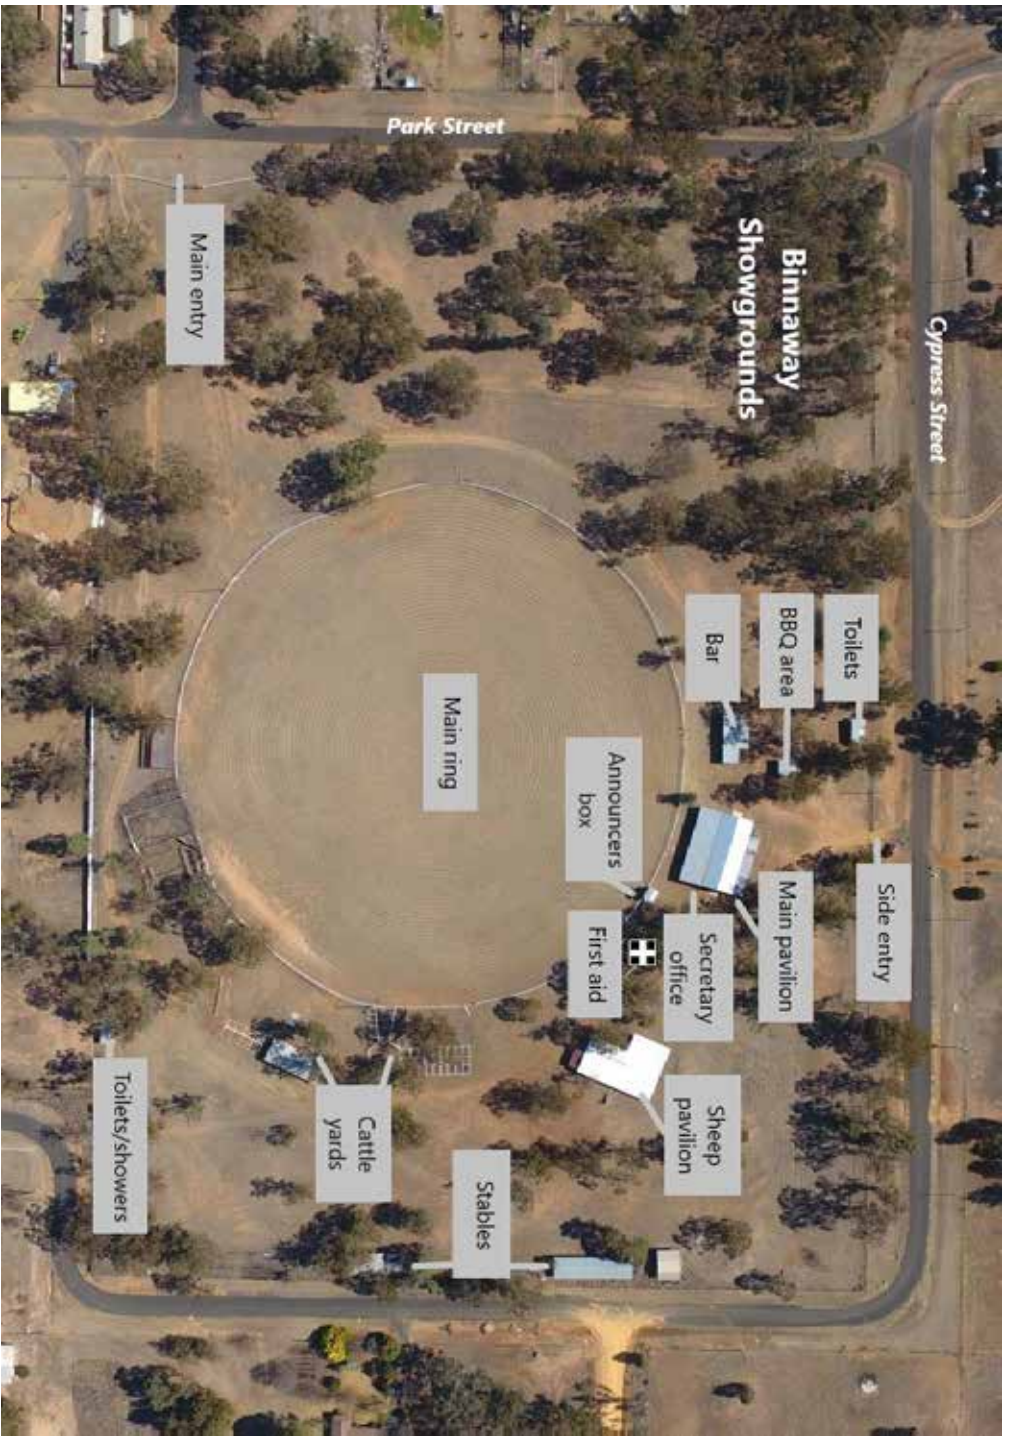 Park Street
Cypress Street
Binnaway
Showgrounds
Main entry
Toilets
BBQ area
Bar
Main ring
Announcers
box
Side entry
Main pavilion
Secretary
office
First aid
Sheep
pavilion
Cattle
yards
Toilets/showers
Stables